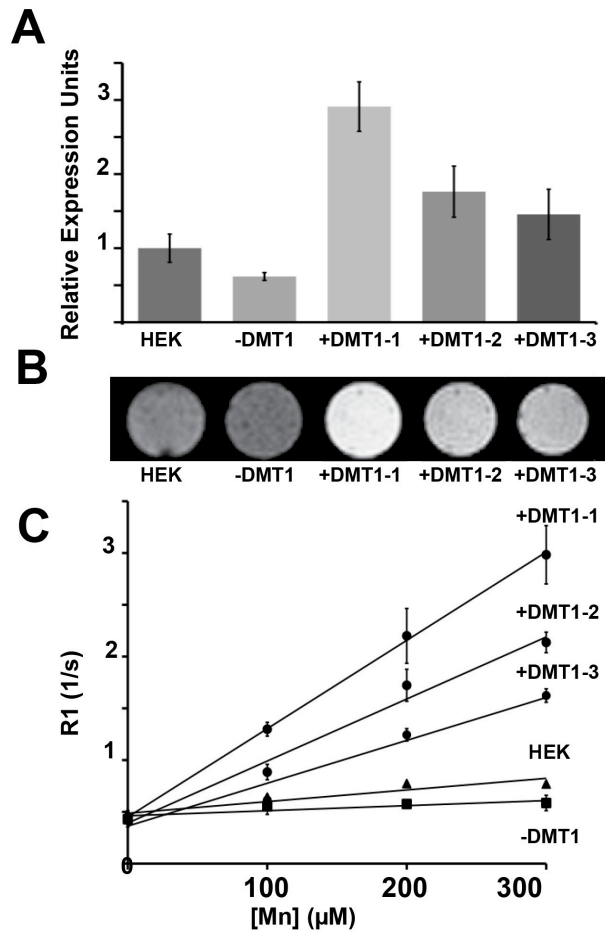 A
Relative Expression Units
3
2
1
HEK -DMT1 +DMT1-1 +DMT1-2 +DMT1-3
B
HEK -DMT1 +DMT1-1 +DMT1-2 +DMT1-3
C
R1 (1/s)
3
2
1
0
+DMT1-1
+DMT1-2
+DMT1-3
HEK
-DMT1
100 200 300
[Mn] (µM)